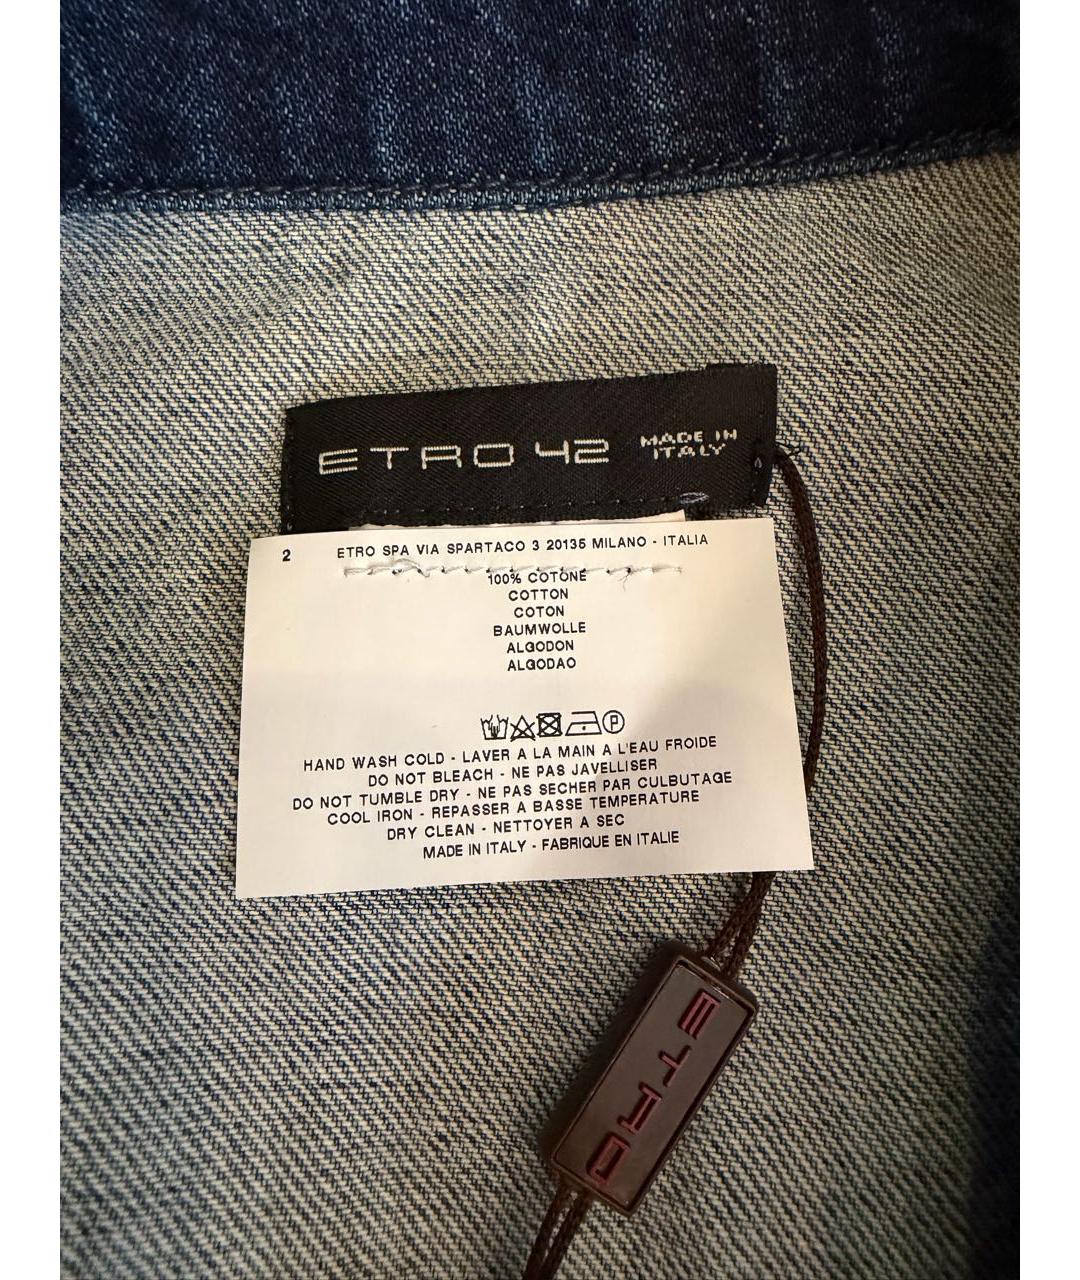 ETRO 42 MADE IN
ITALY
2 ETRO SPA VIA SPARTACO 3 20135 MILANO - ITALIA
100% COTONE
COTTON
COTON
BAUMWOLLE
ALGODON
ALGODAO
P
HAND WASH COLD - LAVER A LA MAIN A L'EAU FROIDE
DO NOT BLEACH - NE PAS JAVELLISER
DO NOT TUMBLE DRY - NE PAS SECHER PAR CULBUTAGE
COOL IRON - REPASSER A BASSE TEMPERATURE
DRY CLEAN - NETTOYER A SEC
MADE IN ITALY - FABRIQUE EN ITALIE
ETRO